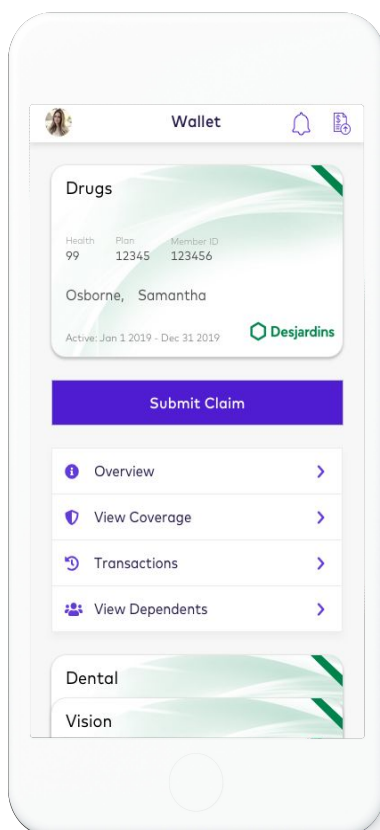 Wallet
Drugs
Health Plan Member ID
99 12345 123456
Osborne, Samantha
Active: Jan 1 2019 - Dec 31 2019 Desjardins
Submit Claim
Overview
View Coverage
Transactions
View Dependents
Dental
Vision